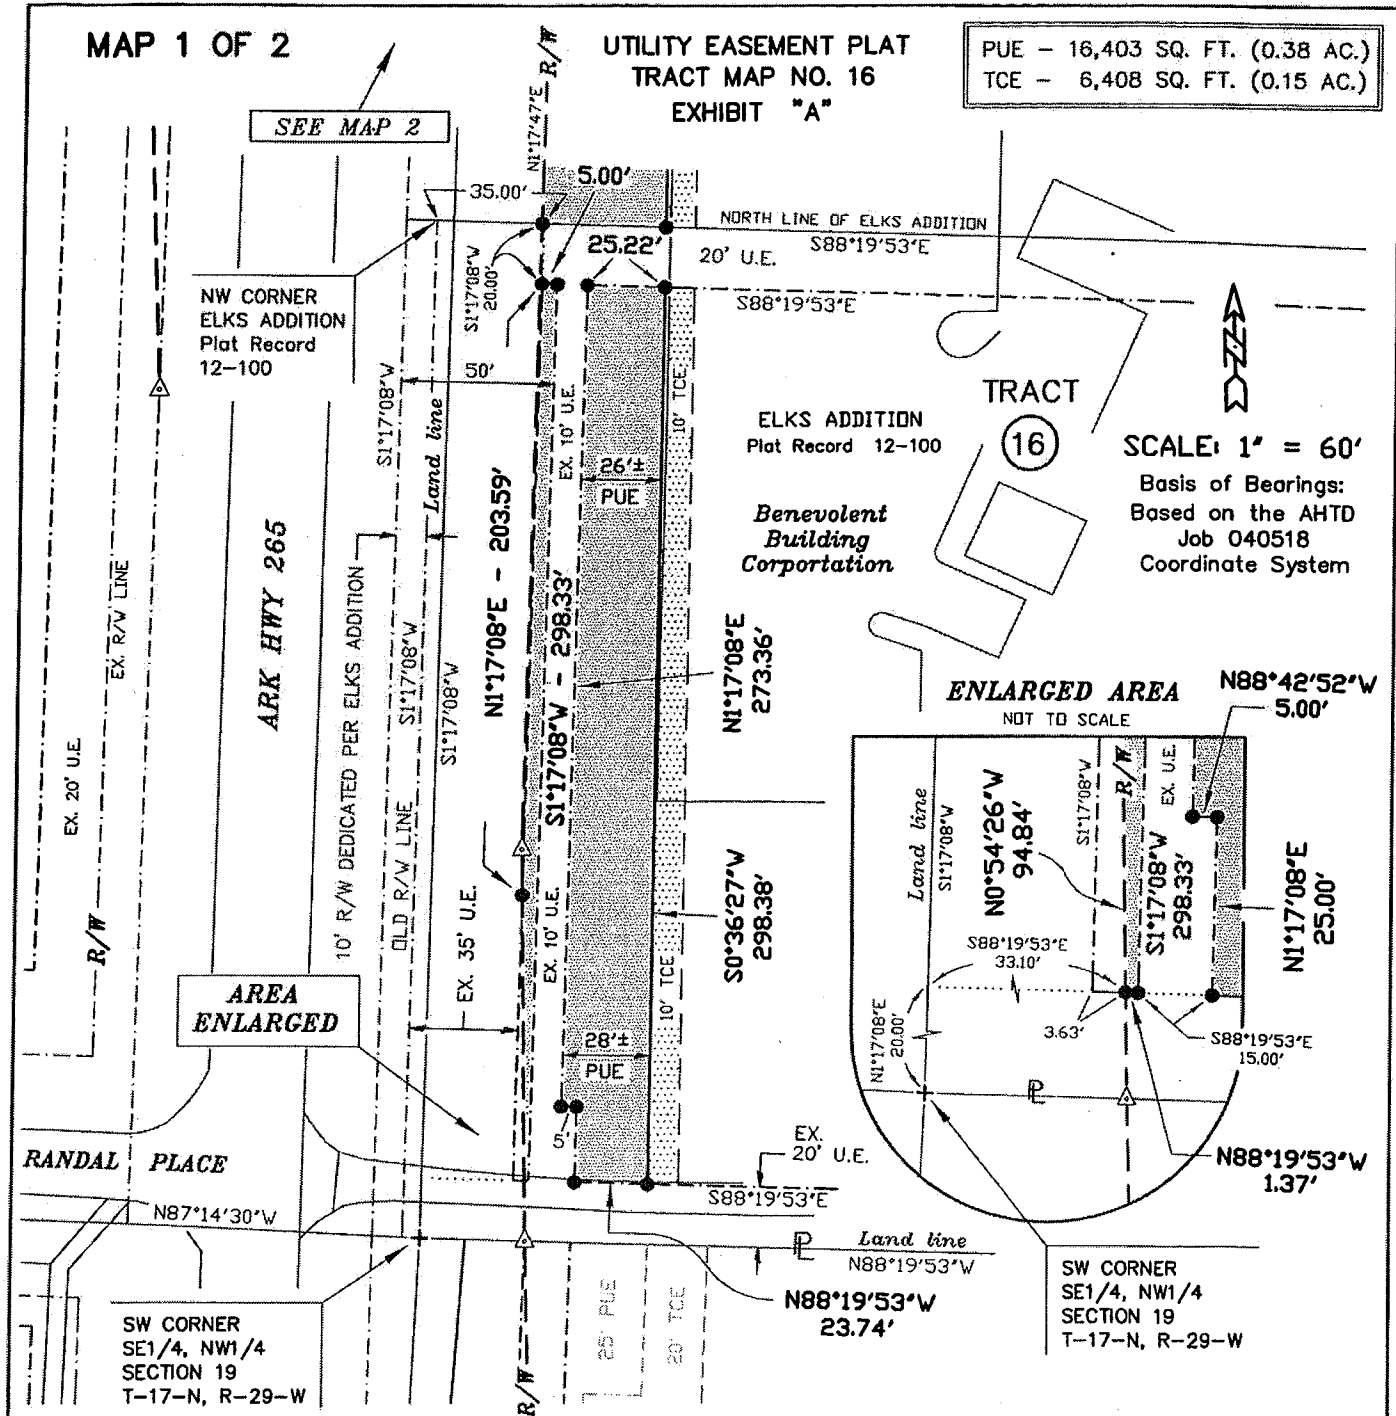 MAP 1 OF 2
UTILITY EASEMENT PLAT
TRACT MAP NO. 16
EXHIBIT "A"
PUE - 16,403 SQ. FT. (0.38 AC.)
TCE - 6,408 SQ. FT. (0.15 AC.)
R/W
N1°17'47"E
SEE MAP 2
5.00'
35.00'
NORTH LINE OF ELKS ADDITION
S88°19'53"E
25.22'
20' U.E.
S1°17'08"W
20.00'
S88°19'53"E
NW CORNER
ELKS ADDITION
Plat Record
12-100
50'
S1°17'08"W
Land line
EX. 10' U.E.
10' TCE
26'±
PUE
ELKS ADDITION
Plat Record 12-100
TRACT
16
SCALE: 1" = 60'
Basis of Bearings:
Based on the AHTD
Job 040518
Coordinate System
Benevolent
Building
Corportation
EX. R/W LINE
ARK HWY 265
EX. 20' U.E.
R/W
10' R/W DEDICATED PER ELKS ADDITION
S1°17'08"W
OLD R/W LINE
S1°17'08"W
N1°17'08"E - 203.59'
S1°17'08"W - 298.33'
N1°17'08"E
273.36'
S0°36'27"W
298.38'
EX. 35' U.E.
EX. 10' U.E.
10' TCE
AREA
ENLARGED
28'±
PUE
5'
EX.
20' U.E.
S88°19'53"E
RANDAL PLACE
N87°14'30"W
Land line
N88°19'53"W
PL
N88°19'53"W
23.74'
25' PUE
20' TCE
R/W
SW CORNER
SE1/4, NW1/4
SECTION 19
T-17-N, R-29-W
ENLARGED AREA
NOT TO SCALE
N88°42'52"W
5.00'
Land line
S1°17'08"W
N0°54'26"W
94.84'
S1°17'08"W
R/W
EX. U.E.
S1°17'08"W
298.33'
N1°17'08"E
25.00'
S88°19'53"E
33.10'
N1°17'08"E
20.00'
3.63'
S88°19'53"E
15.00'
PL
N88°19'53"W
1.37'
SW CORNER
SE1/4, NW1/4
SECTION 19
T-17-N, R-29-W